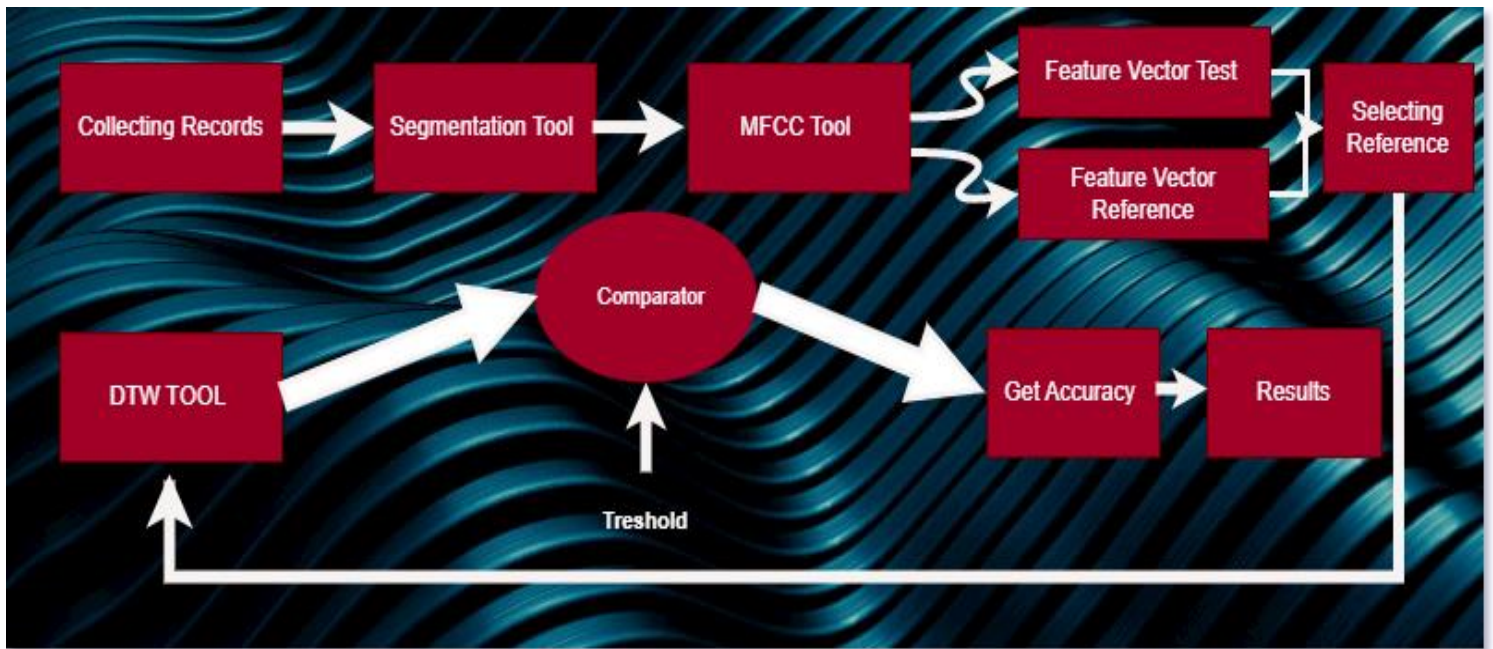 Collecting Records
Segmentation Tool
MFCC Tool
Feature Vector Test
Feature Vector
Reference
Selecting
Reference
Comparator
DTW TOOL
Get Accuracy
Results
Treshold